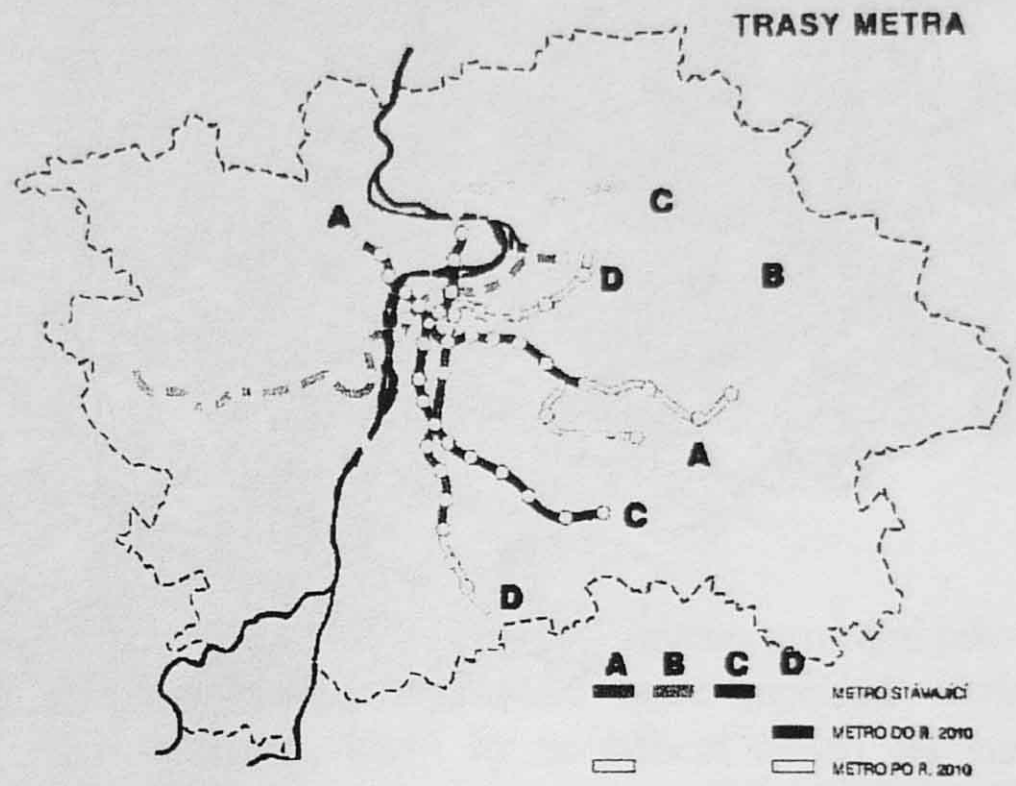 TRASY METRA
A
C
D
B
A
C
D
A B C D
METRO STÁVAJÍCÍ
METRO DO R. 2010
METRO PO R. 2010